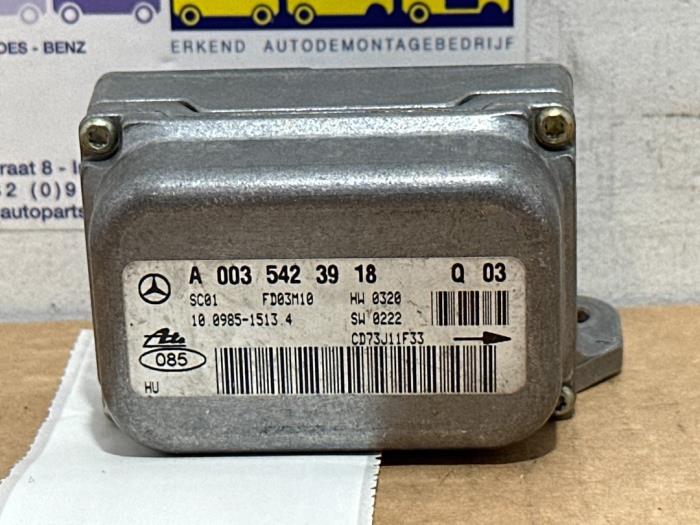 DES - BENZ
ERKEND AUTODEMONTAGEBEDRIJF
raat 8 - I
2 (0)9
autoparts
A 003 542 39 18 Q 03
SC01 FD03M10 HW 0320
10.0985-1513.4 SW 0222
CD73J11F33
Ate
085
HU